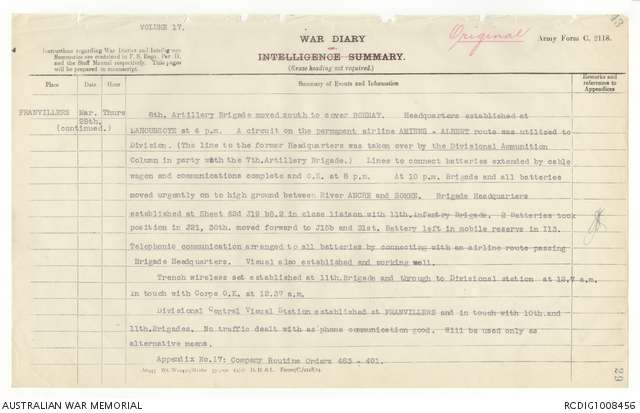 13
VOLUME 17.
WAR DIARY
or
INTELLIGENCE SUMMARY.
(Erase heading not required.)
Original
Army Form C. 2118.
Instructions regarding War Diaries and Intelligence
Summaries are contained in F. S. Regs., Part II.
and the Staff Manual respectively. Title pages
will be prepared in manuscript.
Place
Date
Hour
Summary of Events and Information
Remarks and
references to
Appendices
FRANVILLERS
Mar. Thurs
28th.
(continued.)
6th. Artillery Brigade moved south to cover BONNAY. Headquarters established at
LAHOUSSOYE at 4 p.m. A circuit on the permanent airline AMIENS - ALBERT route was utilized to
Division. (The line to the former Headquarters was taken over by the Divisional Ammunition
Column in party with the 7th.Artillery Brigade.) Lines to connect batteries extended by cable
wagon and communications complete and O.K. at 8 p.m. At 10 p.m. Brigade and all batteries
moved urgently on to high ground between River ANCRE and SOMME. Brigade Headquarters
established at Sheet 62d J19 b8.2 in close liaison with 11th.Infantry Brigade. 2 Batteries took
position in J21, 30th. moved forward to J15b and 31st. Battery left in mobile reserve in I13.
Telephonic communication arranged to all batteries by connecting with an airline route passing
Brigade Headquarters. Visual also established and working well.
Trench wireless set established at 11th.Brigade and through to Divisional station at 12.7 a.m.
In touch with Corps O.K. at 12.37 a.m.
Divisional Central Visual Station established at FRANVILLERS and in touch with 10th.and
11th.Brigades. No traffic dealt with as phone communication good. Will be used only as
alternative means.
Appendix No.17: Company Routine Orders 483 - 491.
29
AUSTRALIAN WAR MEMORIAL
RCDIG1008456